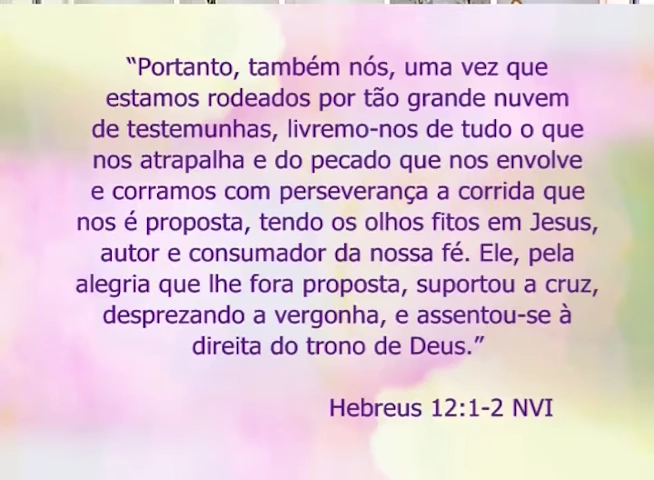 “Portanto, também nós, uma vez que
estamos rodeados por tão grande nuvem
de testemunhas, livremo-nos de tudo o que
nos atrapalha e do pecado que nos envolve
e corramos com perseverança a corrida que
nos é proposta, tendo os olhos fitos em Jesus,
autor e consumador da nossa fé. Ele, pela
alegria que lhe fora proposta, suportou a cruz,
desprezando a vergonha, e assentou-se à
direita do trono de Deus.”
Hebreus 12:1-2 NVI